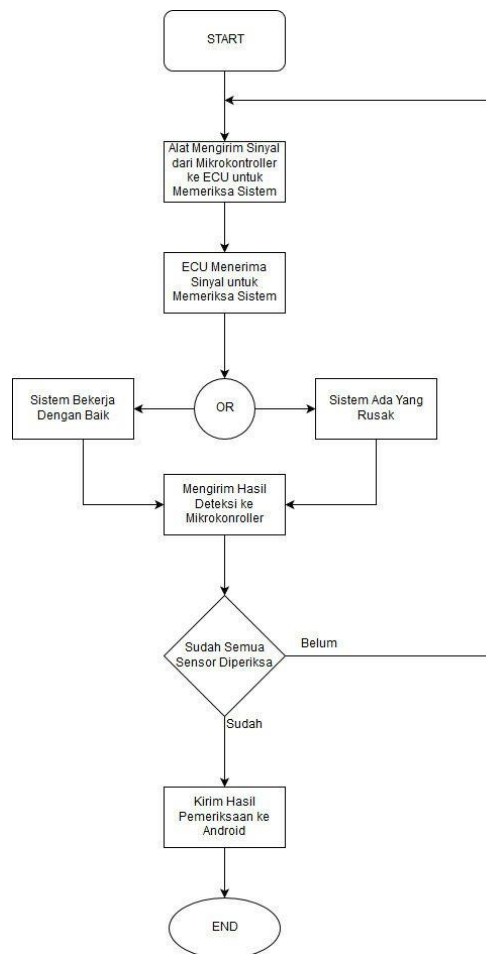 START
Alat Mengirim Sinyal
dari Mikrokontroller
ke ECU untuk
Memeriksa Sistem
ECU Menerima
Sinyal untuk
Memeriksa Sistem
Sistem Bekerja
Dengan Baik
OR
Sistem Ada Yang
Rusak
Mengirim Hasil
Deteksi ke
Mikrokonroller
Sudah Semua
Sensor Diperiksa
Belum
Sudah
Kirim Hasil
Pemeriksaan ke
Android
END